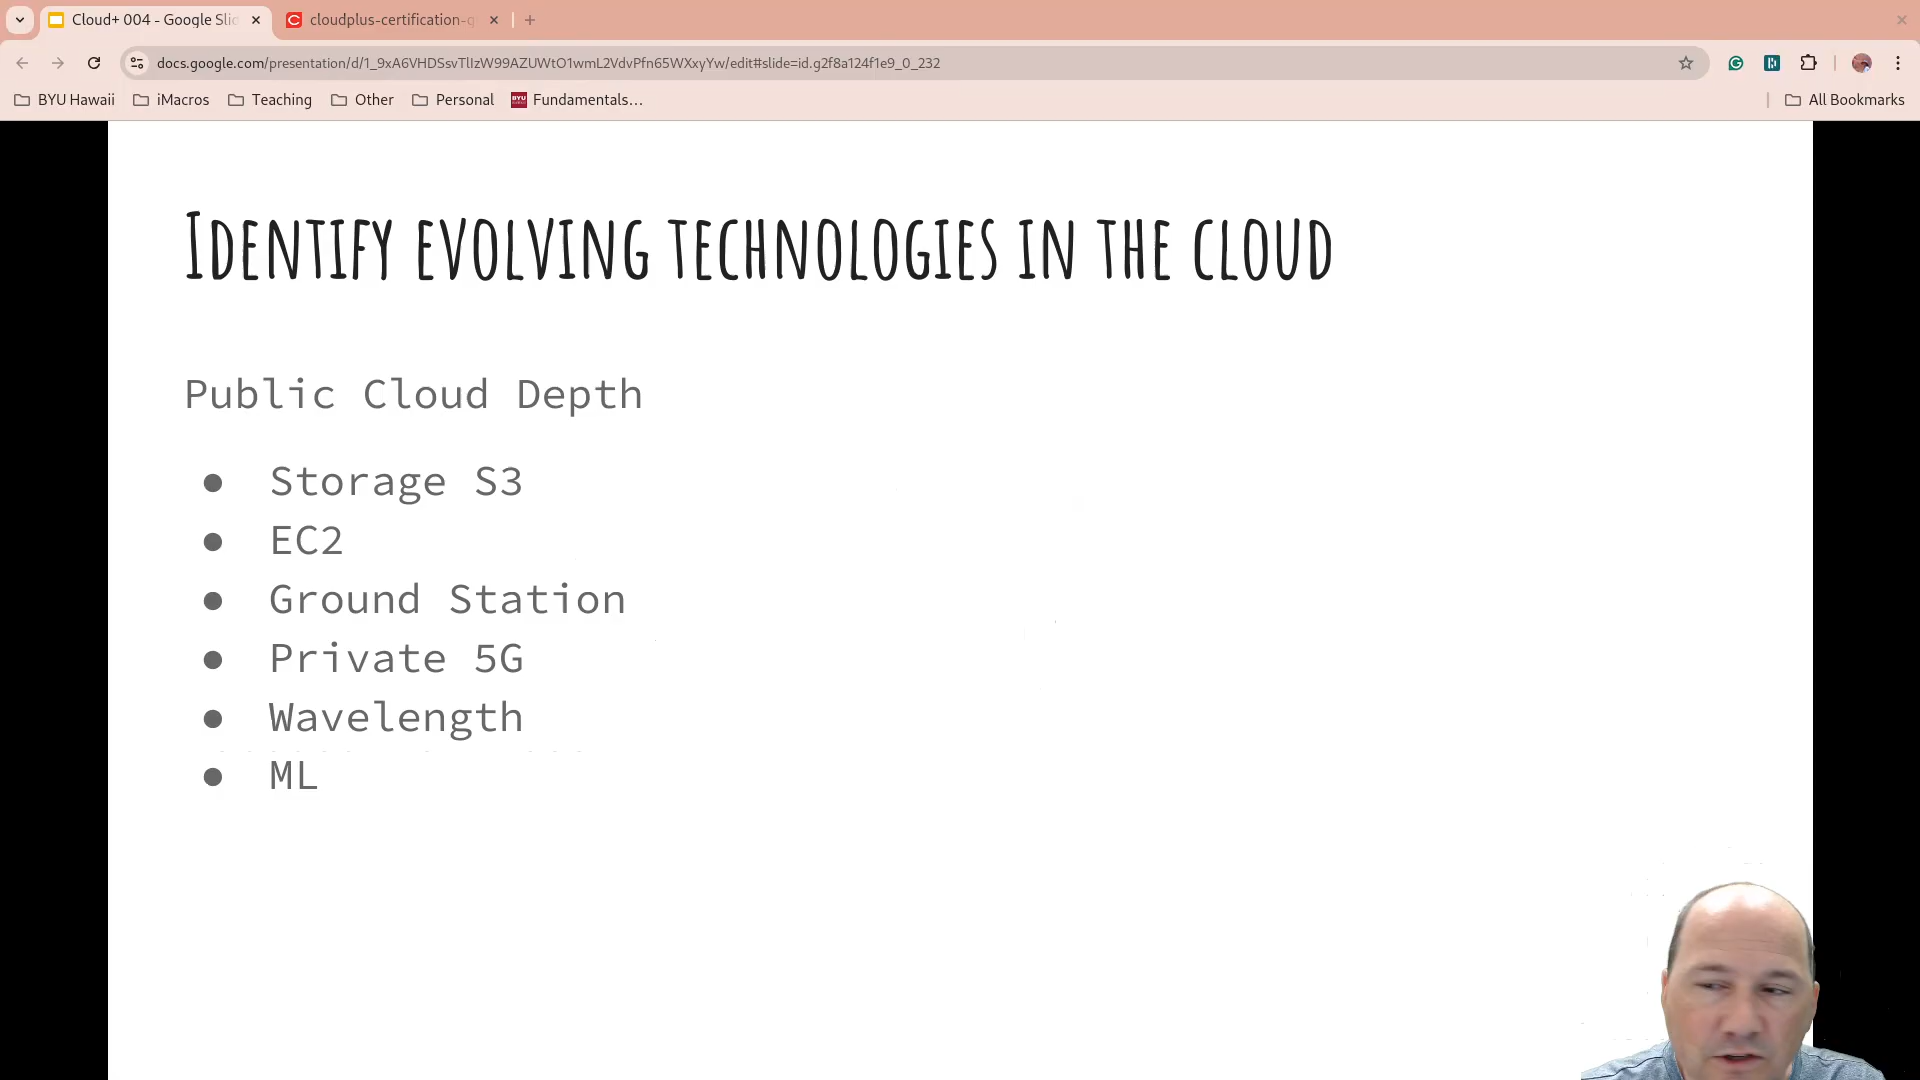 Cloud+ 004 - Google Slid
cloudplus-certification-q
docs.google.com/presentation/d/1_9xA6VHDSsvTlIzW99AZUWtO1wmL2VdvPfn65WXxyYw/edit#slide=id.g2f8a124f1e9_0_232
BYU Hawaii
iMacros
Teaching
Other
Personal
Fundamentals…
All Bookmarks
Identify evolving technologies in the cloud
Public Cloud Depth
● Storage S3
● EC2
● Ground Station
● Private 5G
● Wavelength
● ML